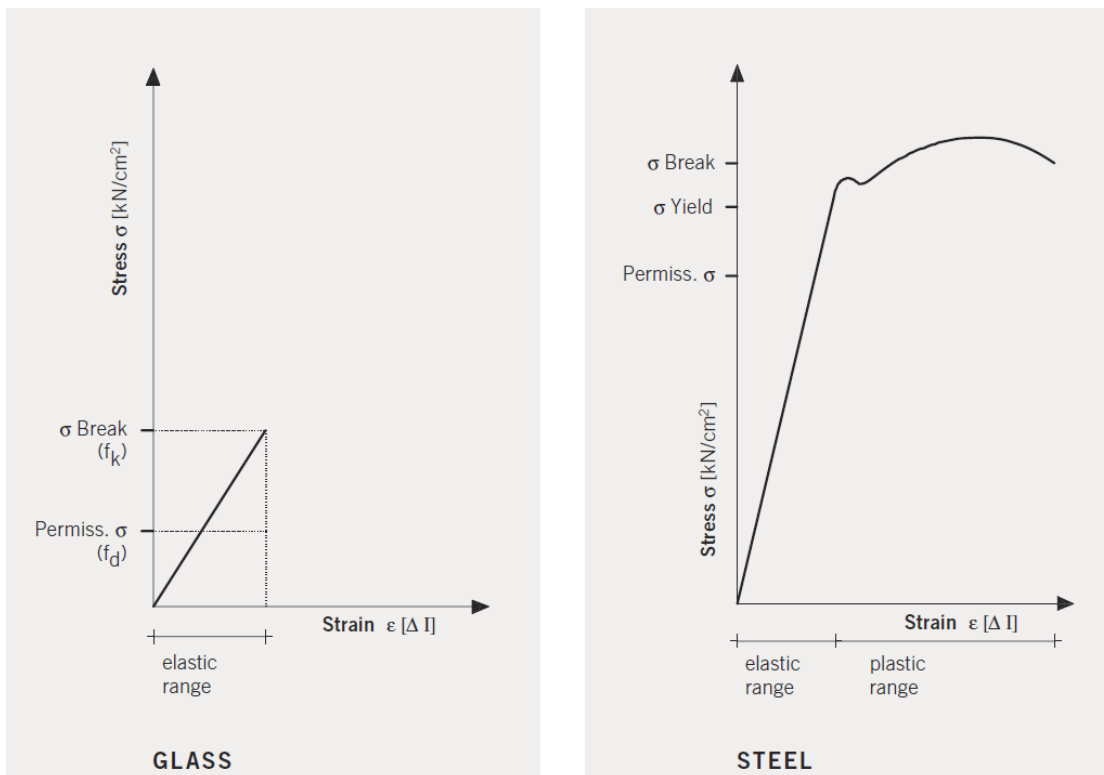 Stress σ [kN/cm²]
σ Break
(fk)
Permiss. σ
(fd)
Strain ε [Δ I]
elastic
range
GLASS
σ Break
σ Yield
Permiss. σ
Stress σ [kN/cm²]
Strain ε [Δ I]
elastic
range
plastic
range
STEEL